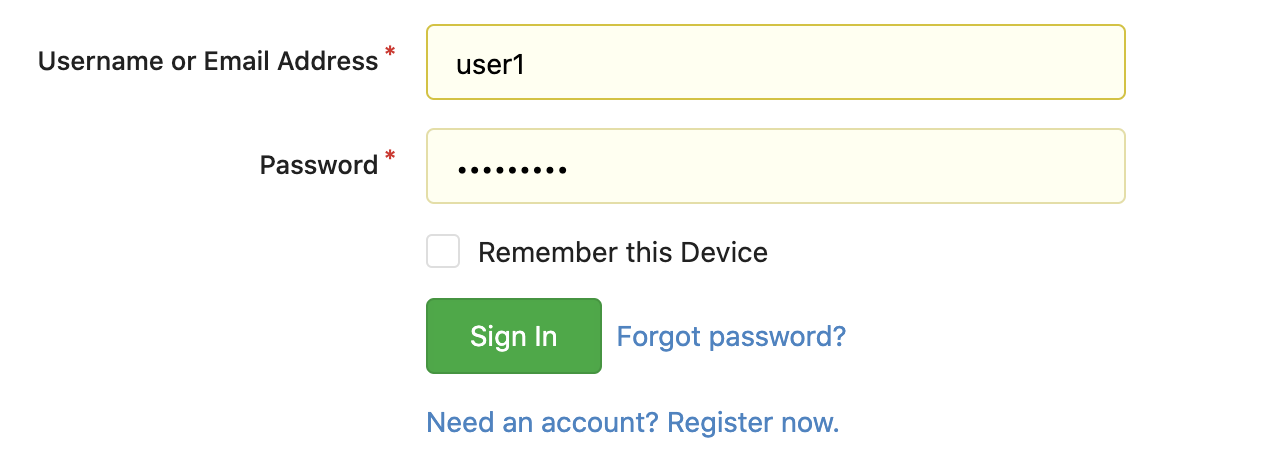 Username or Email Address *
user1
Password *
•••••••••
Remember this Device
Sign In
Forgot password?
Need an account? Register now.